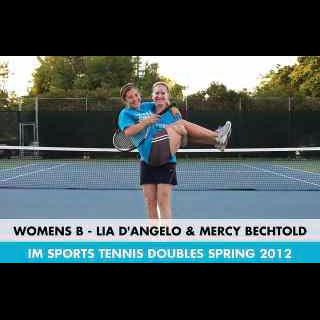 WOMENS B - LIA D'ANGELO & MERCY BECHTOLD
IM SPORTS TENNIS DOUBLES SPRING 2012